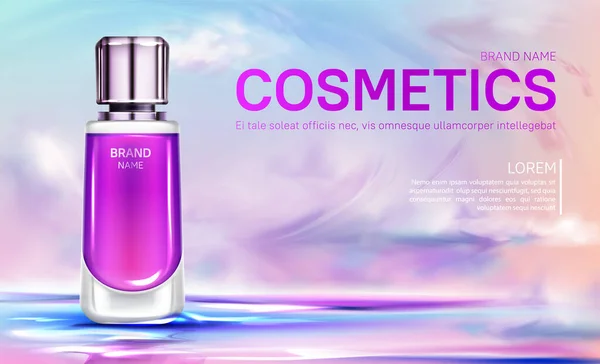 BRAND NAME
COSMETICS
Ei tale soleat officiis nec, vis omnesque ullamcorper intellegebat
BRAND
NAME
LOREM